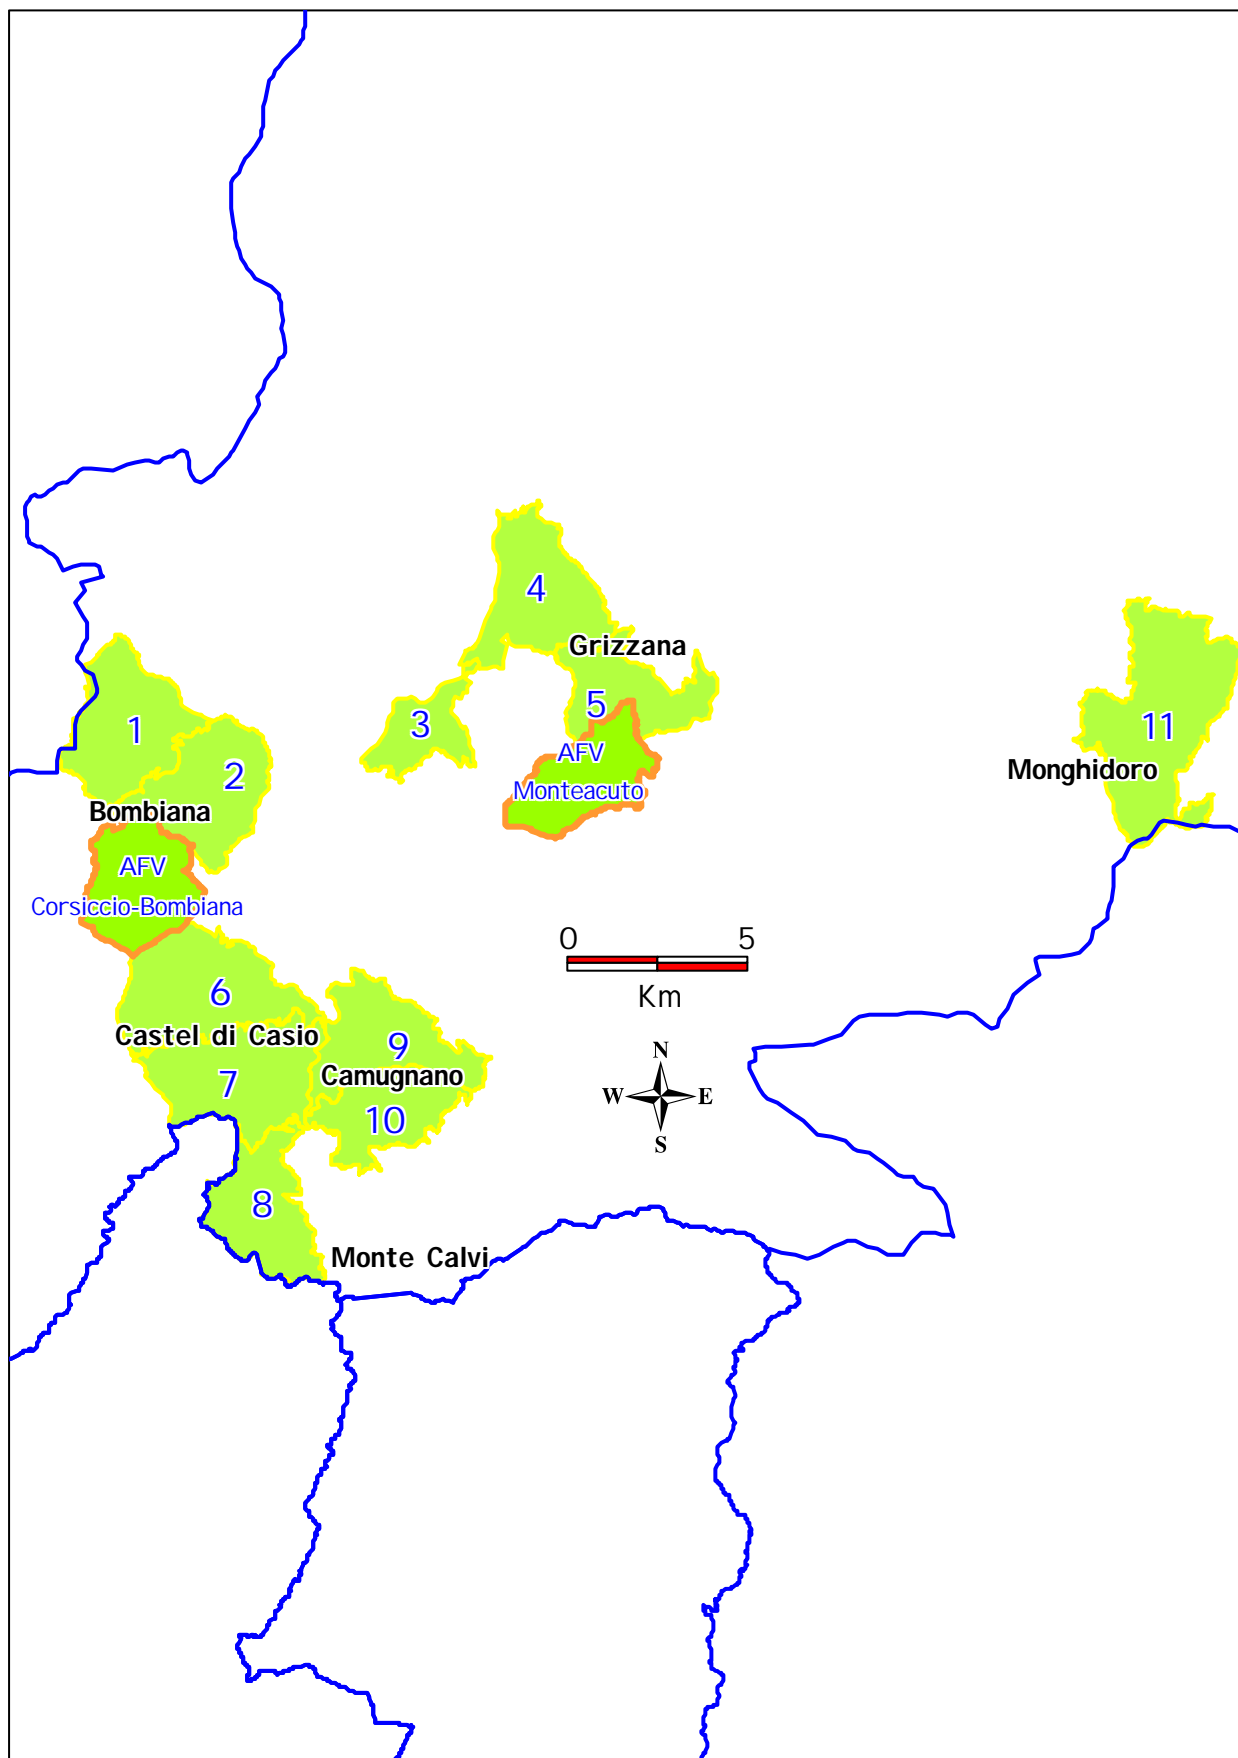 4
Grizzana
3
5
1
11
AFV
Monghidoro
2
Monteacuto
Bombiana
AFV
Corsiccio-Bombiana
0 5
Km
6
Castel di Casio
9
7
Camugnano
10
N
W E
S
8
Monte Calvi